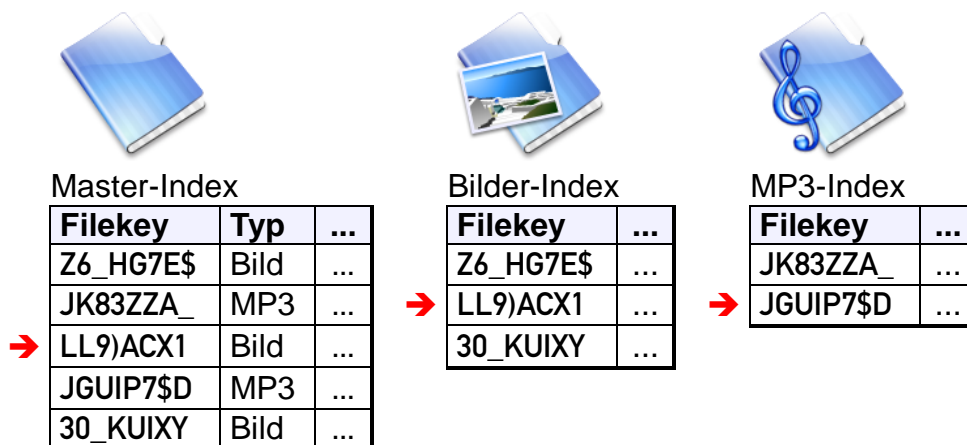 Master-Index
Filekey Typ ...
Z6_HG7E$ Bild ...
JK83ZZA_ MP3 ...
LL9)ACX1 Bild ...
JGUIP7$D MP3 ...
30_KUIXY Bild ...
Bilder-Index
Filekey ...
Z6_HG7E$ ...
LL9)ACX1 ...
30_KUIXY ...
MP3-Index
Filekey ...
JK83ZZA_ ...
JGUIP7$D ...